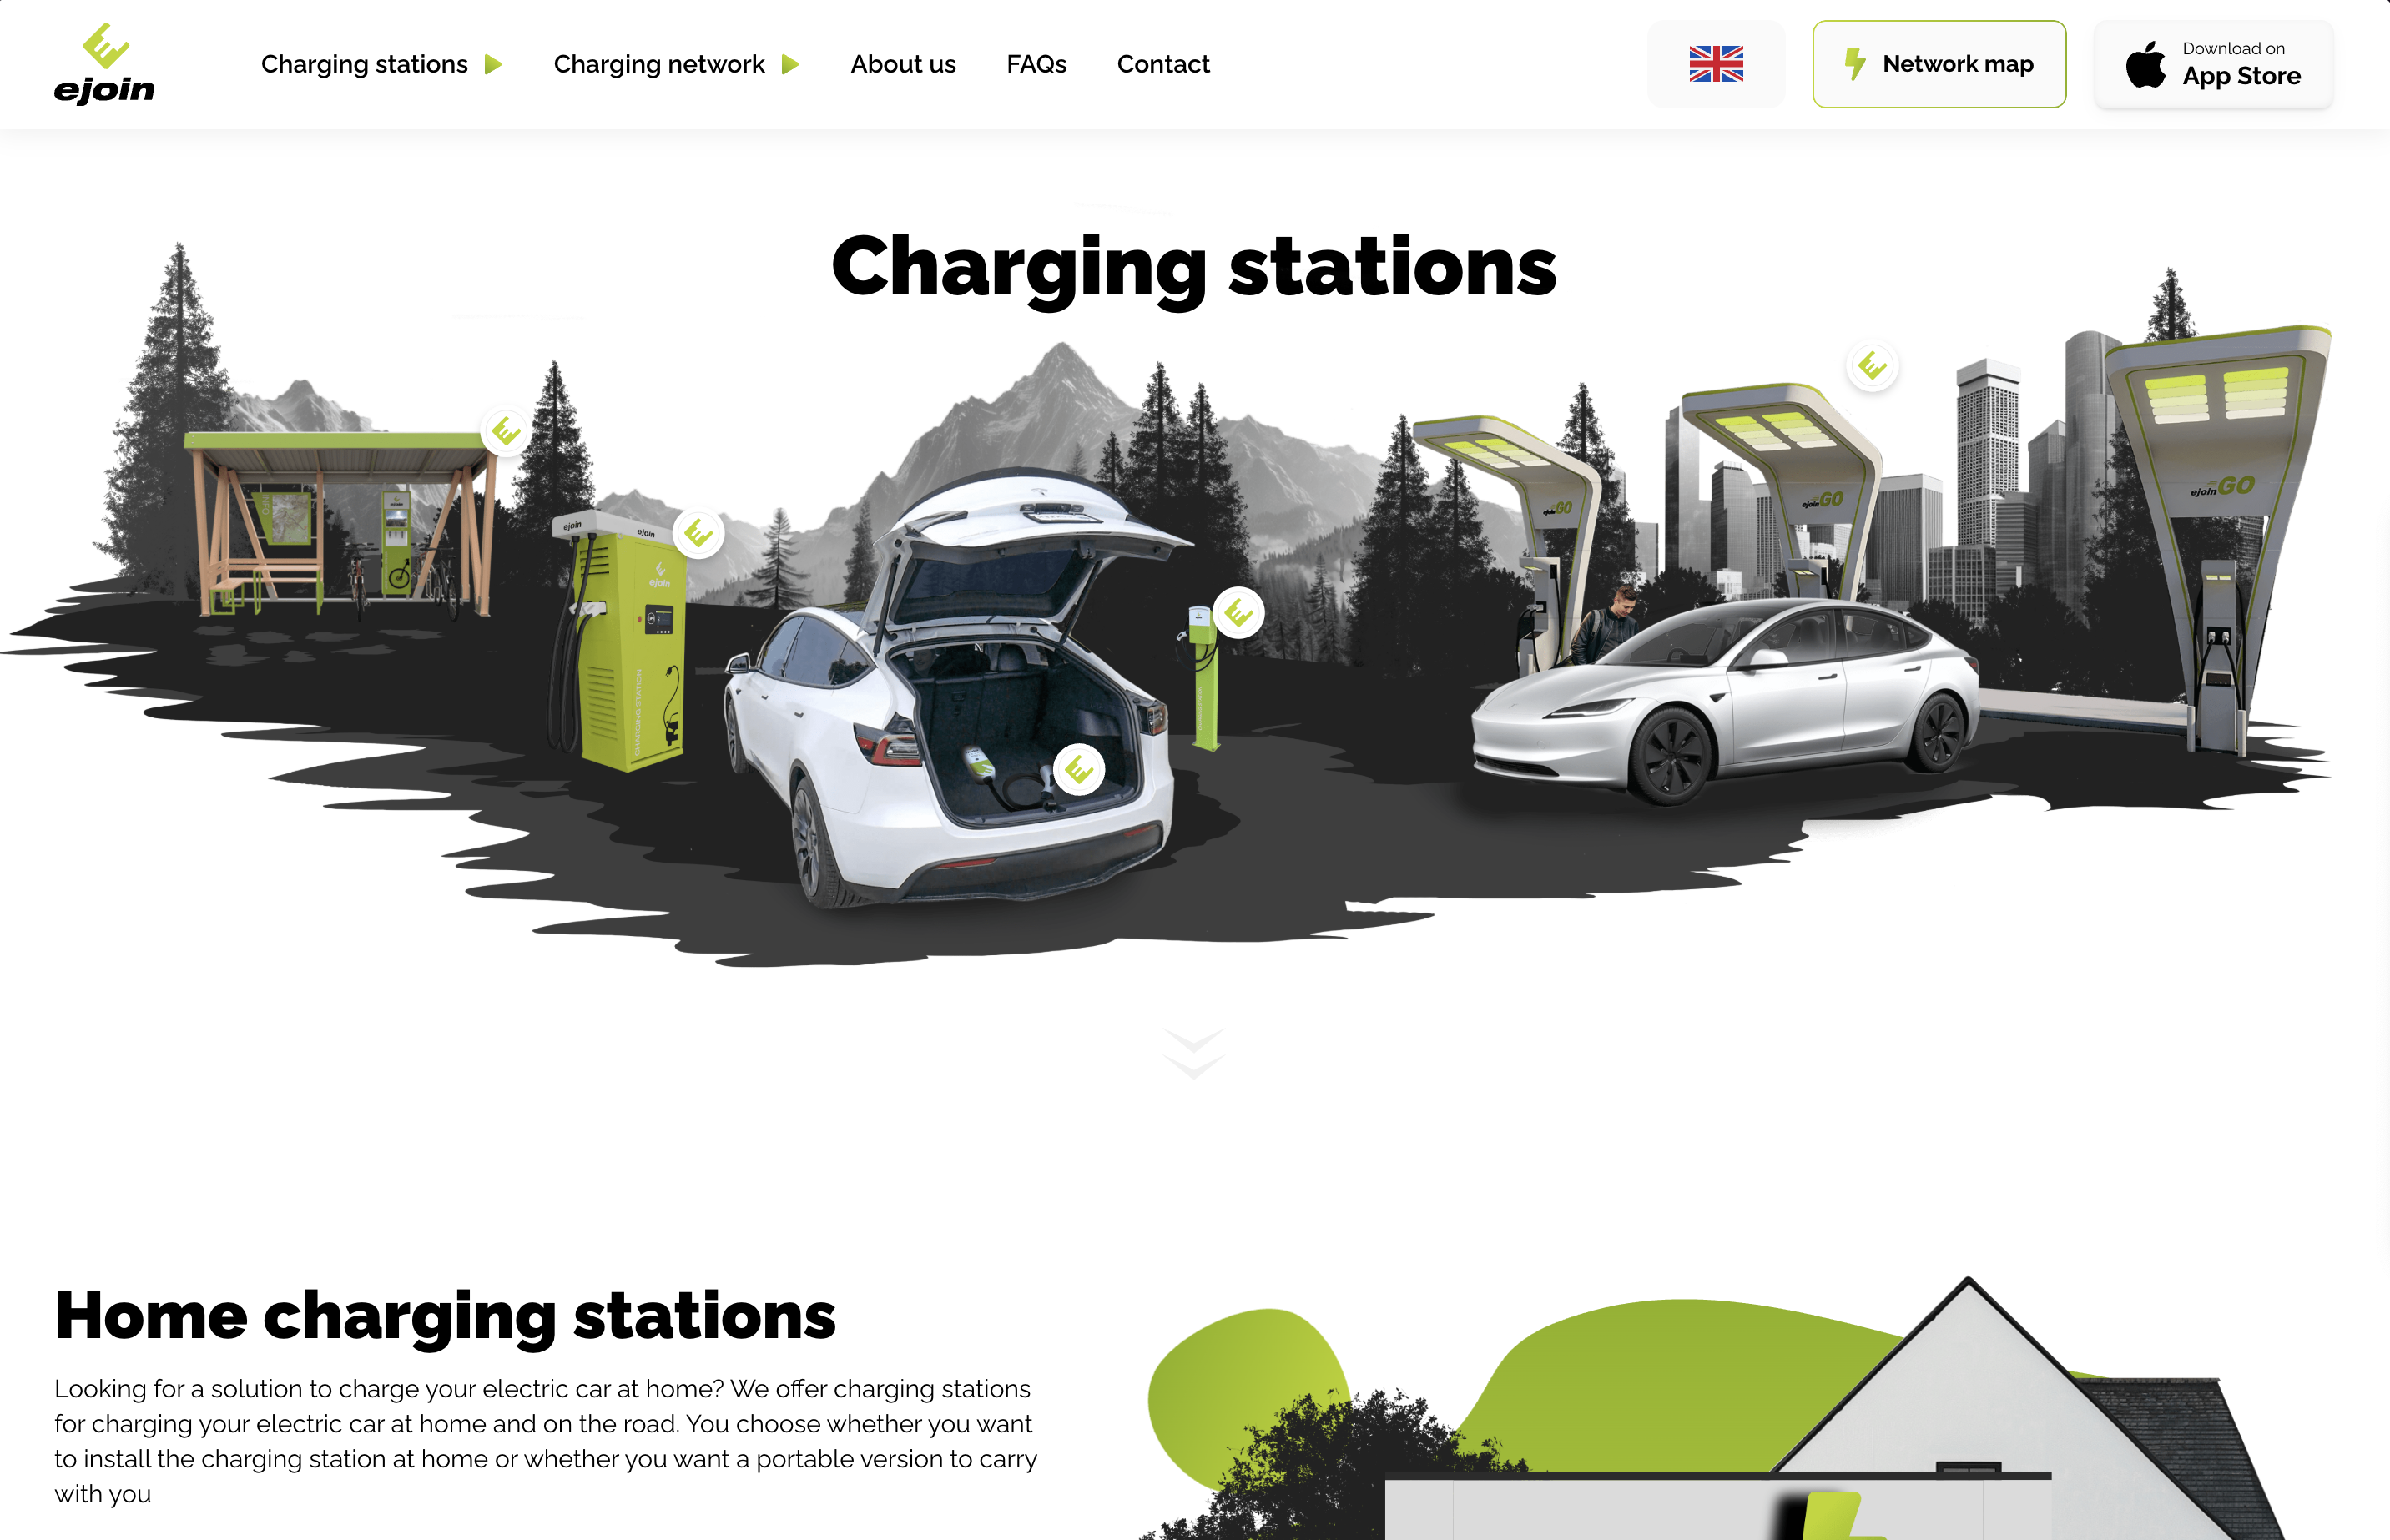 ejoin
Charging stations
Charging network
About us
FAQs
Contact
Network map
Download on
App Store
Charging stations
ejoin
ejoin
ejoin
CHARGING STATION
ejoinGO
ejoinGO
ejoinGO
Home charging stations
Looking for a solution to charge your electric car at home? We offer charging stations
for charging your electric car at home and on the road. You choose whether you want
to install the charging station at home or whether you want a portable version to carry
with you